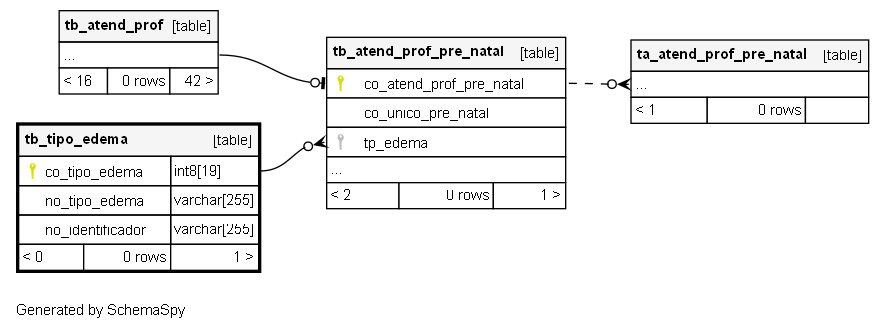 tb_atend_prof [table]
...
< 16 0 rows 42 >
tb_tipo_edema [table]
co_tipo_edema int8[19]
no_tipo_edema varchar[255]
no_identificador varchar[255]
< 0 0 rows 1 >
tb_atend_prof_pre_natal [table]
co_atend_prof_pre_natal
co_unico_pre_natal
tp_edema
...
< 2 0 rows 1 >
ta_atend_prof_pre_natal [table]
...
< 1 0 rows
Generated by SchemaSpy